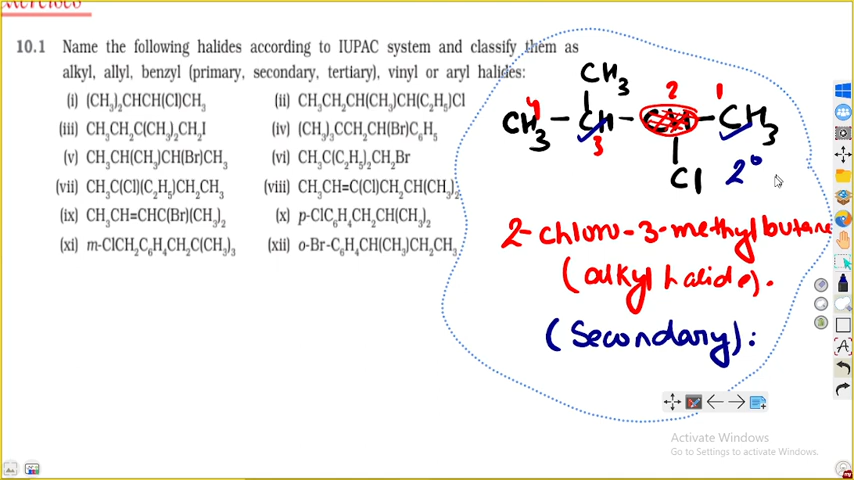 Exercises
10.1 Name the following halides according to IUPAC system and classify them as
alkyl, allyl, benzyl (primary, secondary, tertiary), vinyl or aryl halides:
(i) (CH₃)₂CHCH(Cl)CH₃ (ii) CH₃CH₂CH(CH₃)CH(C₂H₅)Cl
(iii) CH₃CH₂C(CH₃)₂CH₂I (iv) (CH₃)₃CCH₂CH(Br)C₆H₅
(v) CH₃CH(CH₃)CH(Br)CH₃ (vi) CH₃C(C₂H₅)₂CH₂Br
(vii) CH₃C(Cl)(C₂H₅)CH₂CH₃ (viii) CH₃CH=C(Cl)CH₂CH(CH₃)₂
(ix) CH₃CH=CHC(Br)(CH₃)₂ (x) p-ClC₆H₄CH₂CH(CH₃)₂
(xi) m-ClCH₂C₆H₄CH₂C(CH₃)₃ (xii) o-Br-C₆H₄CH(CH₃)CH₂CH₃
CH₃
4 2 1
CH₃ – CH – CH – CH₃
3
Cl 2°
2-chloro-3-methylbutane
(alkyl halide).
(Secondary):
Activate Windows
Go to Settings to activate Windows.